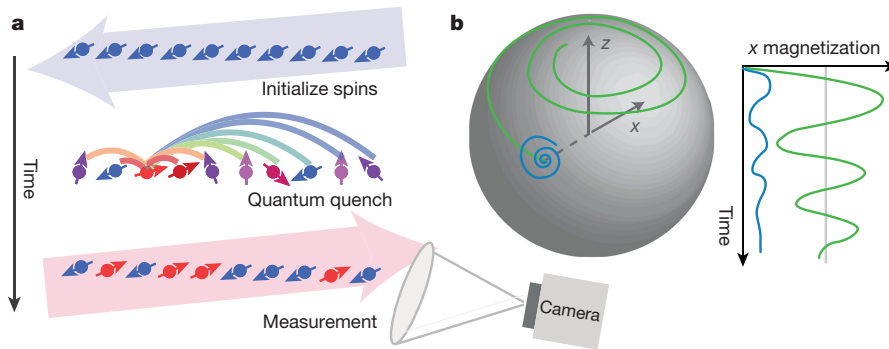 a
Initialize spins
Time
Quantum quench
Measurement
Camera
b
z
x
x magnetization
Time